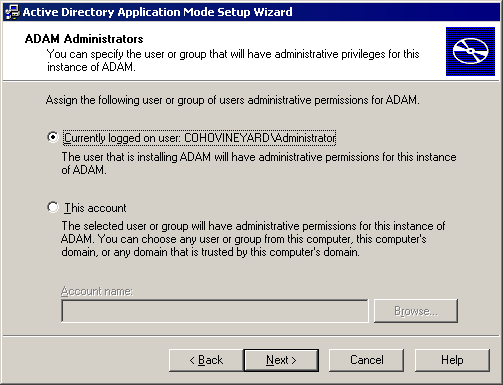 Active Directory Application Mode Setup Wizard
ADAM Administrators
You can specify the user or group that will have administrative privileges for this
instance of ADAM.
Assign the following user or group of users administrative permissions for ADAM.
Currently logged on user: COHOVINEYARD\Administrator
The user that is installing ADAM will have administrative permissions for this instance
of ADAM.
This account
The selected user or group will have administrative permissions for this instance of
ADAM. You can choose any user or group from this computer, this computer's
domain, or any domain that is trusted by this computer's domain.
Account name:
Browse...
< Back
Next >
Cancel
Help